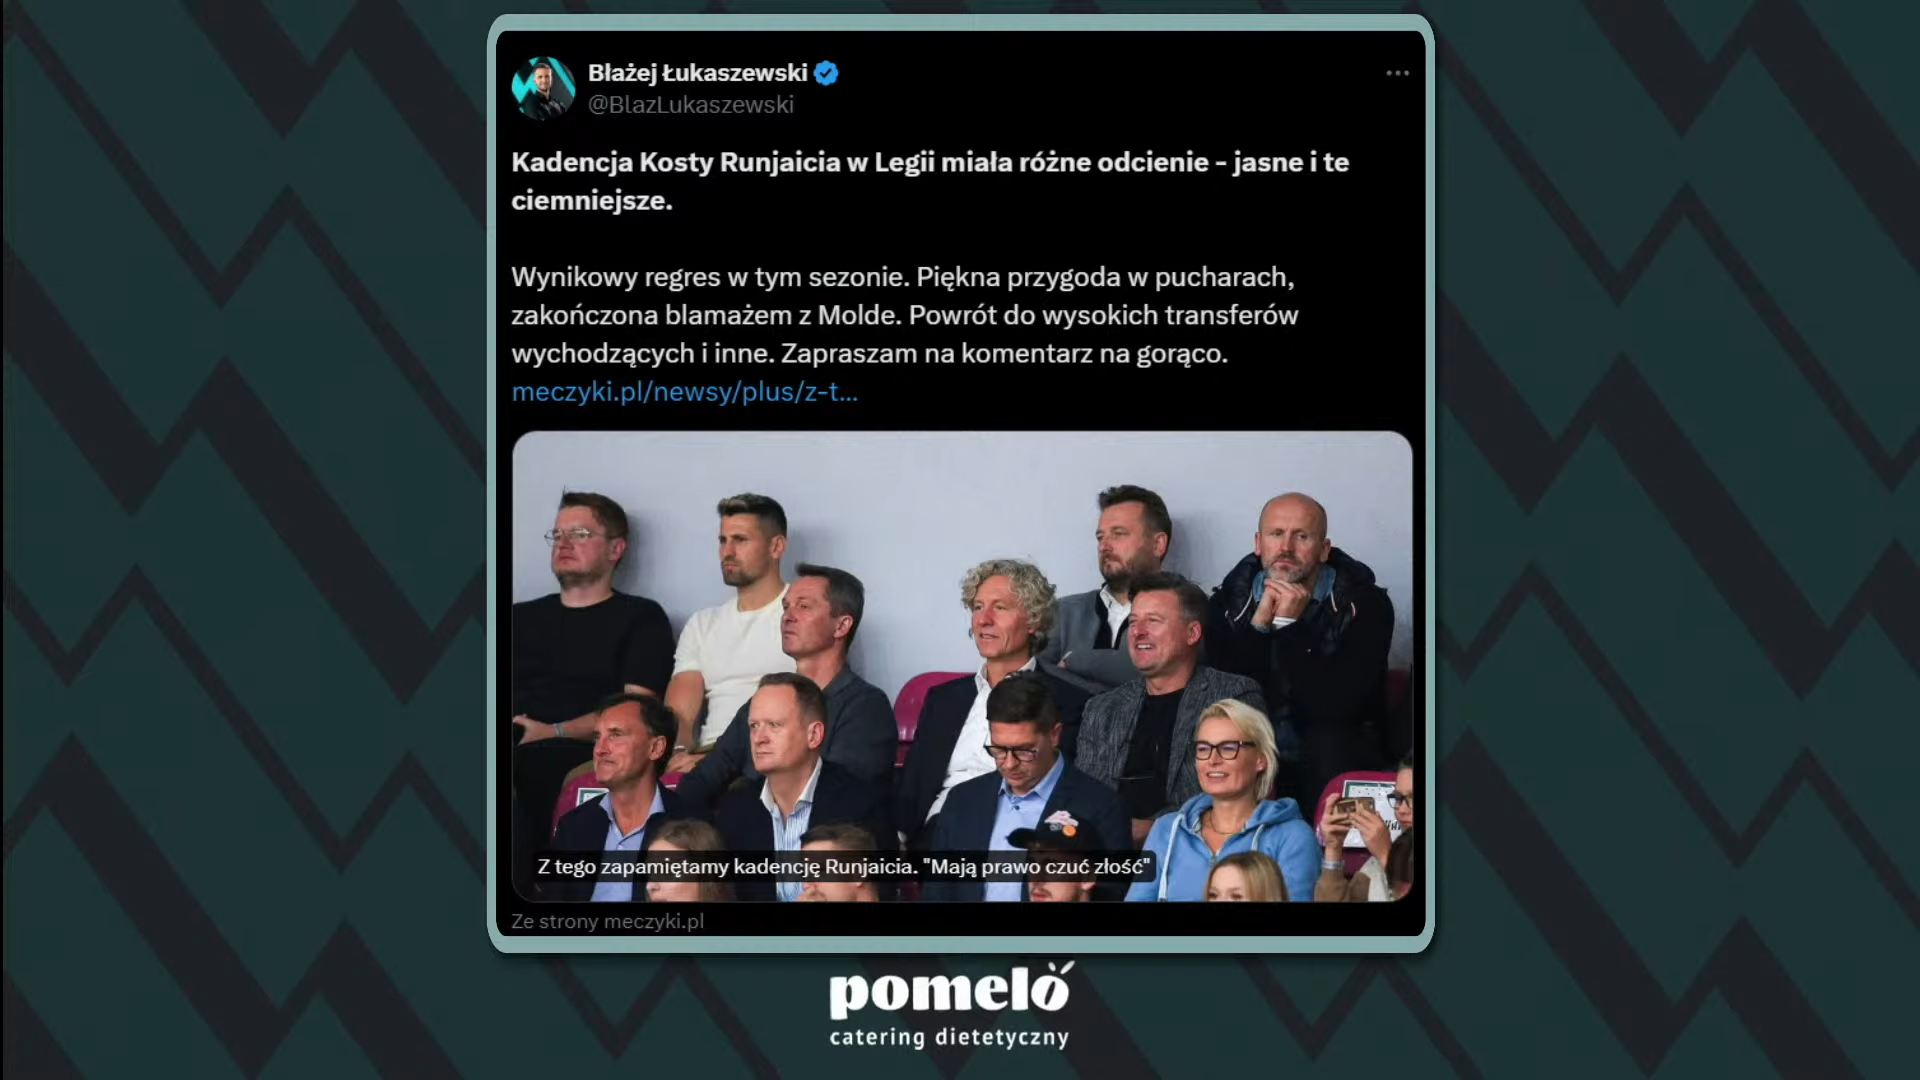 Błażej Łukaszewski
@BlazLukaszewski
Kadencja Kosty Runjaicia w Legii miała różne odcienie - jasne i te
ciemniejsze.
Wynikowy regres w tym sezonie. Piękna przygoda w pucharach,
zakończona blamażem z Molde. Powrót do wysokich transferów
wychodzących i inne. Zapraszam na komentarz na gorąco.
meczyki.pl/newsy/plus/z-t...
Z tego zapamiętamy kadencję Runjaicia. "Mają prawo czuć złość"
Ze strony meczyki.pl
pomelo
catering dietetyczny